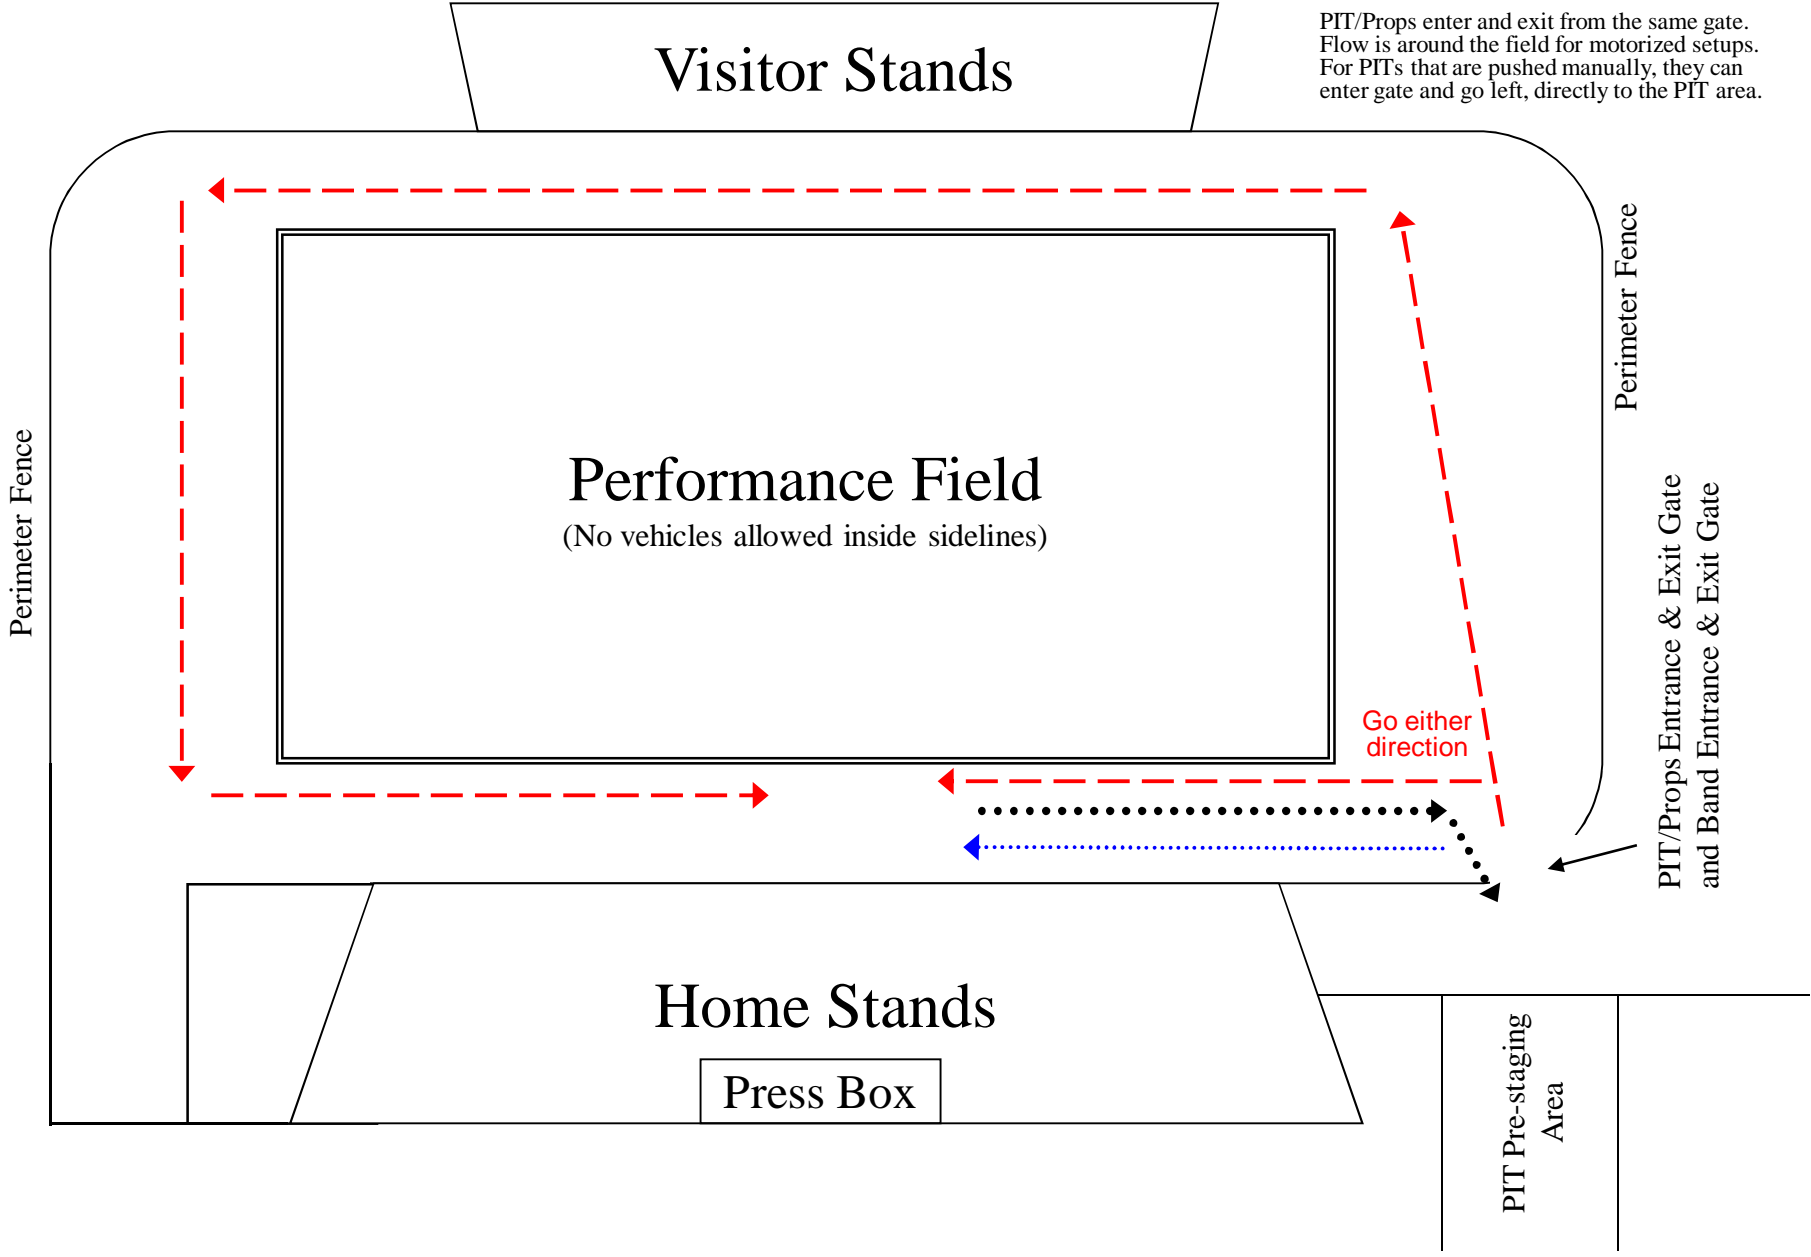 PIT/Props enter and exit from the same gate.
Flow is around the field for motorized setups.
For PITs that are pushed manually, they can
enter gate and go left, directly to the PIT area.
Visitor Stands
Perimeter Fence
Perimeter Fence
Performance Field
(No vehicles allowed inside sidelines)
Go either
direction
PIT/Props Entrance & Exit Gate
and Band Entrance & Exit Gate
Home Stands
Press Box
PIT Pre-staging
Area